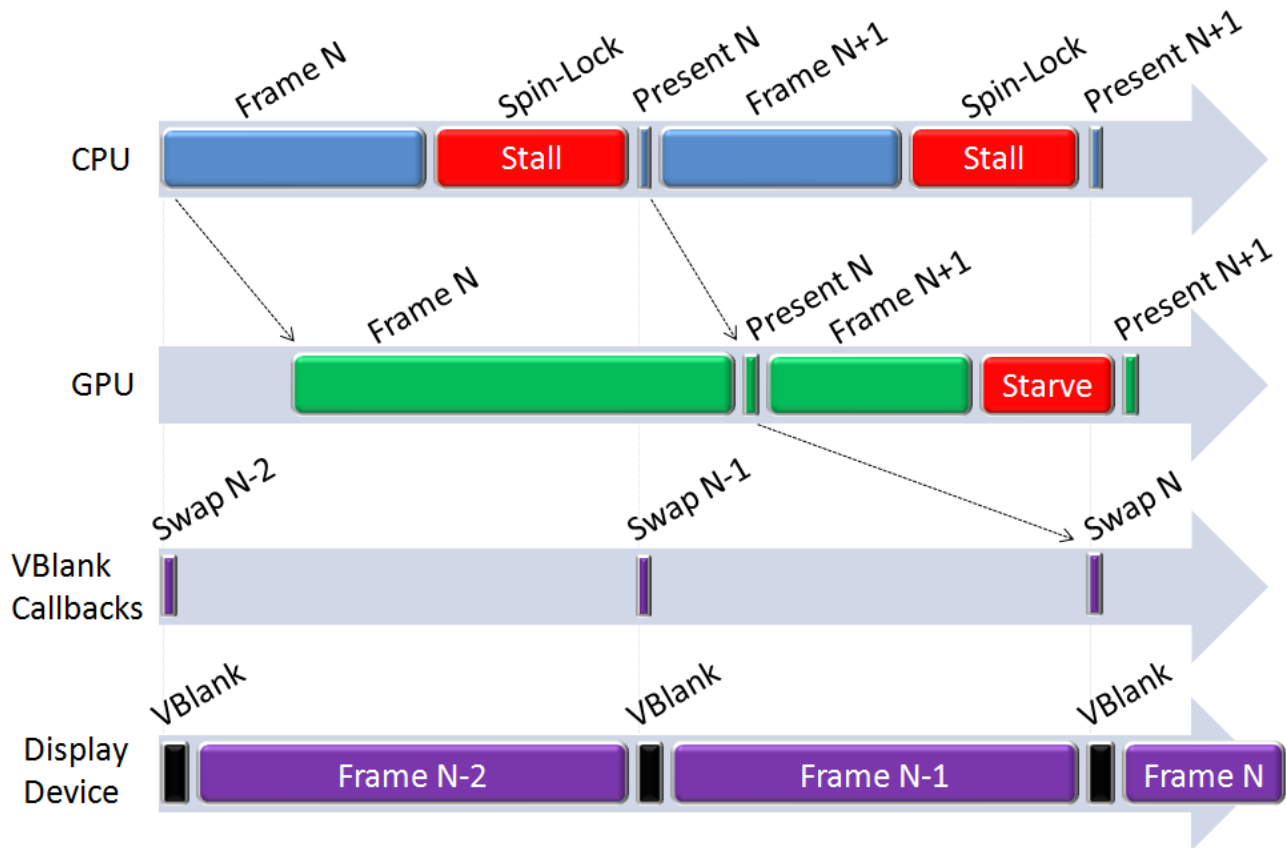 Frame N
Spin-Lock
Present N
Frame N+1
Spin-Lock
Present N+1
CPU
Stall
Stall
Frame N
Present N
Frame N+1
Present N+1
GPU
Starve
Swap N-2
Swap N-1
Swap N
VBlank
Callbacks
VBlank
VBlank
VBlank
Display
Device
Frame N-2
Frame N-1
Frame N